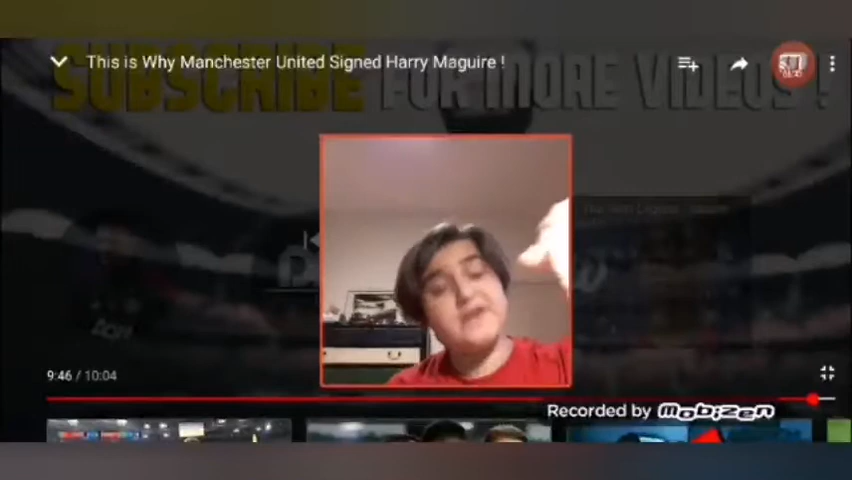 This is Why Manchester United Signed Harry Maguire !
SUBSCRIBE FOR MORE VIDEOS !
9:46 / 10:04
Recorded by mobizen